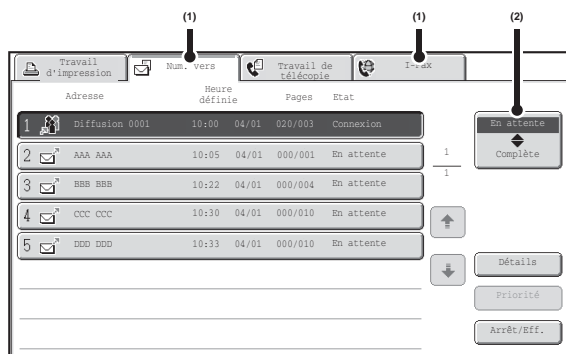 (1) (1) (2)
Travail d'impression
Num. vers
Travail de télécopie
I-Fax
Adresse Heure définie Pages Etat
1 Diffusion 0001 10:00 04/01 020/003 Connexion
2 AAA AAA 10:05 04/01 000/001 En attente
3 BBB BBB 10:22 04/01 000/004 En attente
4 CCC CCC 10:30 04/01 000/010 En attente
5 DDD DDD 10:33 04/01 000/010 En attente
1
1
En attente
Complète
Détails
Priorité
Arrêt/Eff.